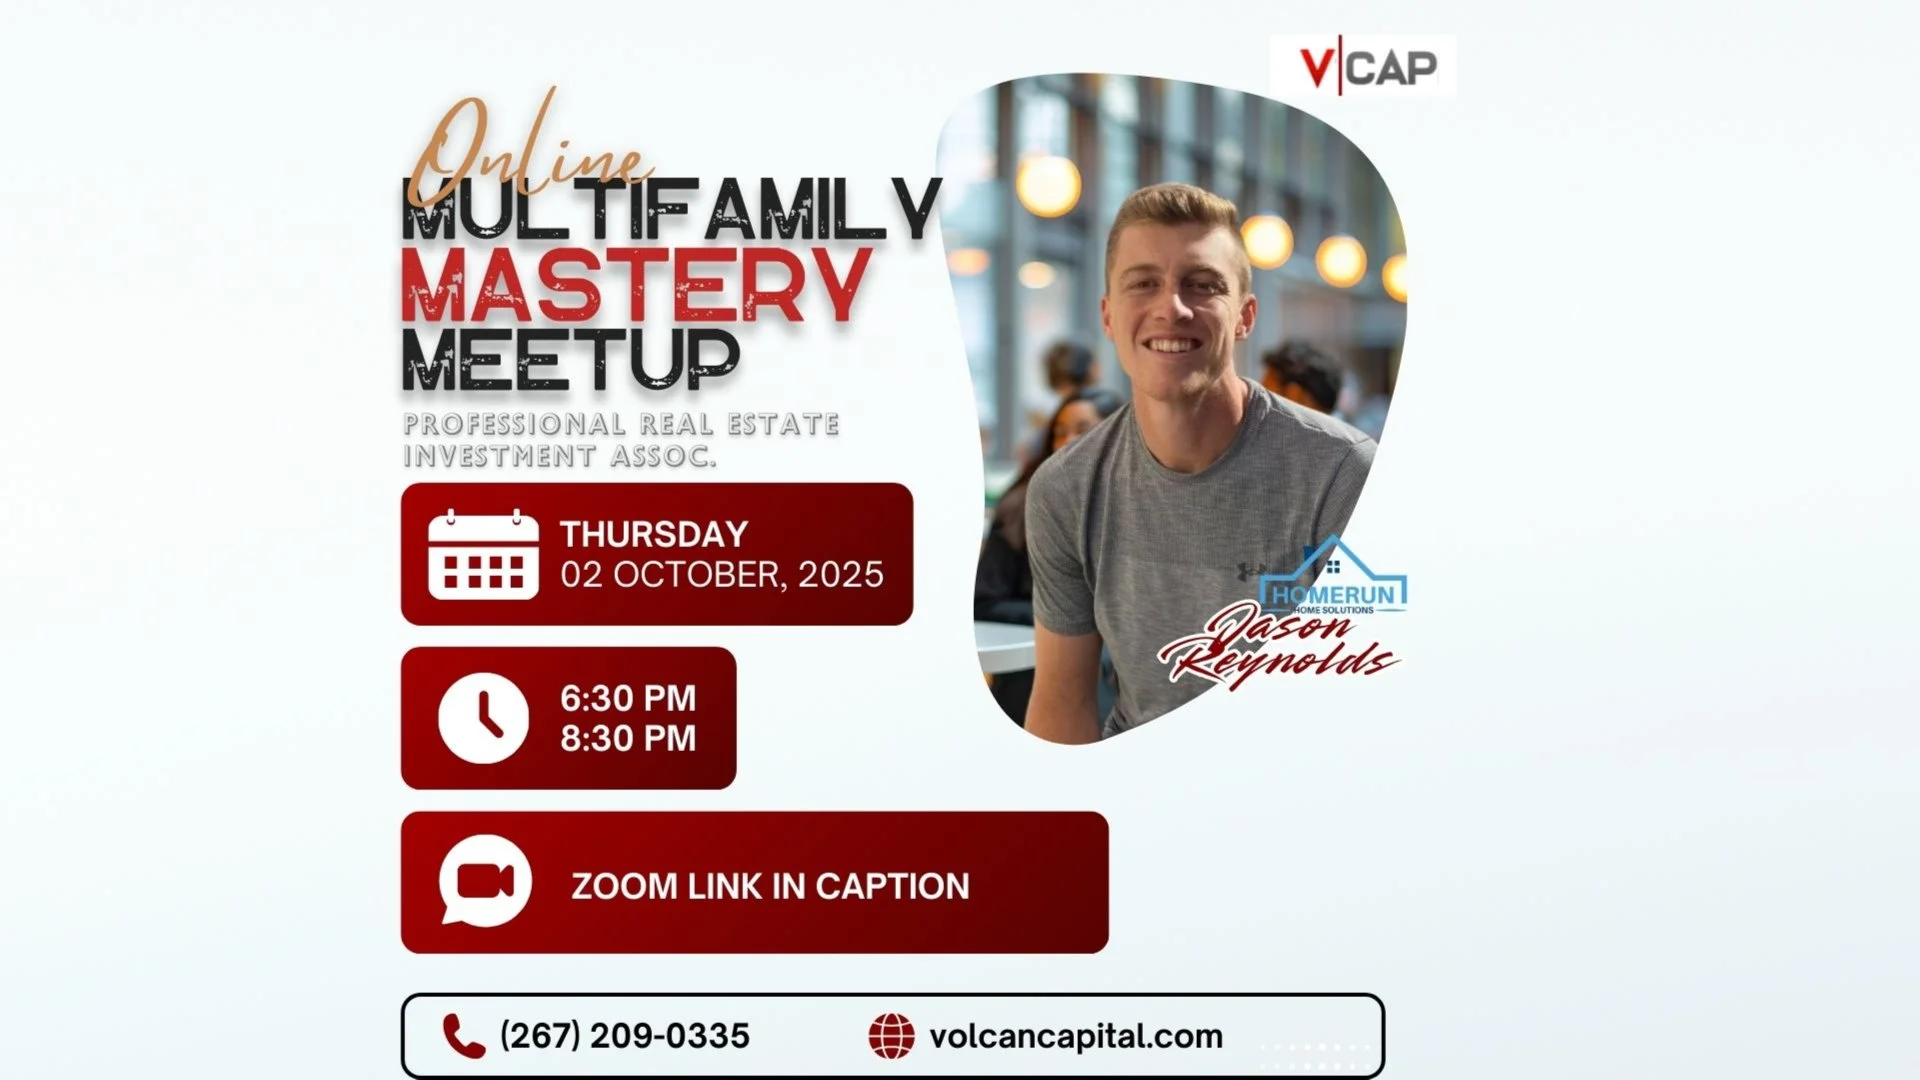 V|CAP
Online
MULTIFAMILY
MASTERY
MEETUP
PROFESSIONAL REAL ESTATE
INVESTMENT ASSOC.
THURSDAY
02 OCTOBER, 2025
6:30 PM
8:30 PM
HOMERUN
HOME SOLUTIONS
Jason
Reynolds
ZOOM LINK IN CAPTION
(267) 209-0335
volcancapital.com